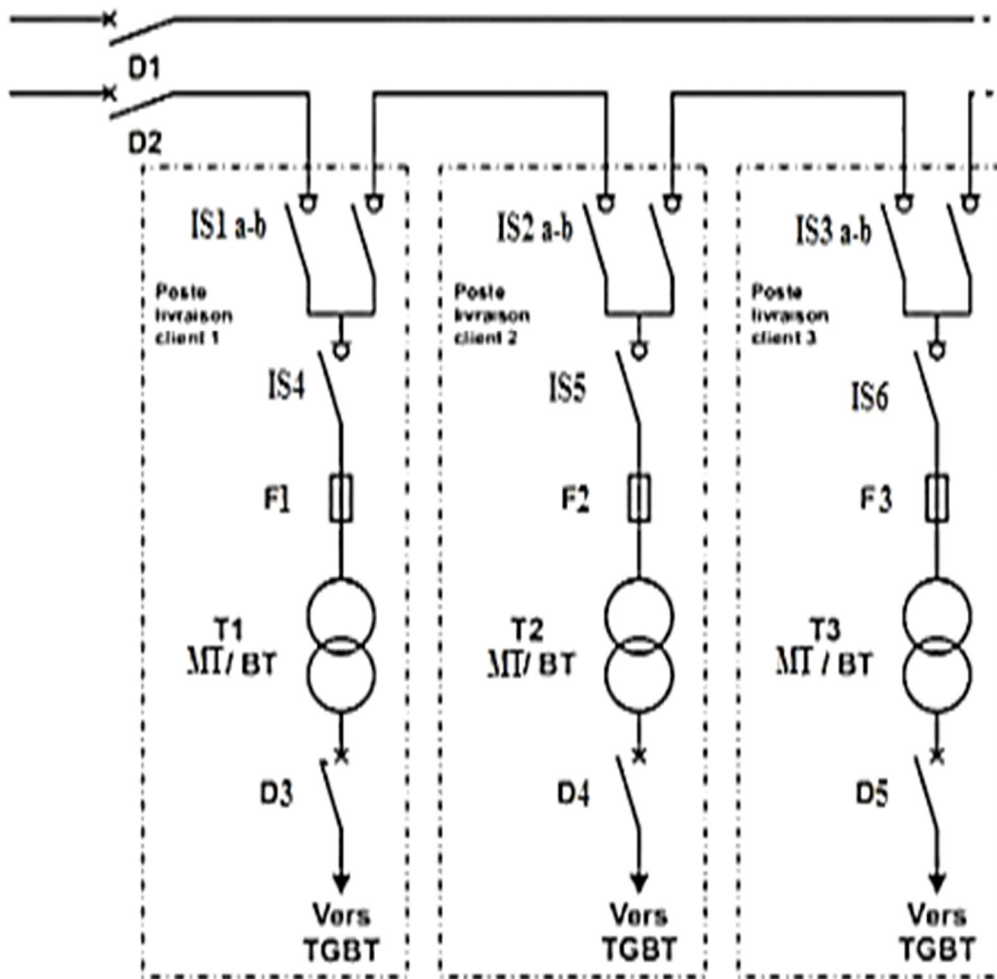 D1
D2
IS1 a-b
IS2 a-b
IS3 a-b
Poste
livraison
client 1
Poste
livraison
client 2
Poste
livraison
client 3
IS4
IS5
IS6
F1
F2
F3
T1
MT/ BT
T2
MT/ BT
T3
MT/ BT
D3
D4
D5
Vers
TGBT
Vers
TGBT
Vers
TGBT